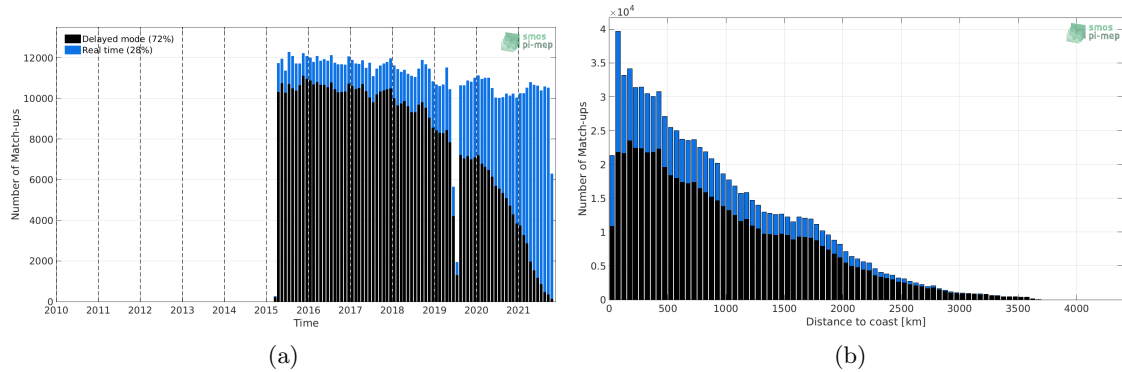 Delayed mode (72%)
Real time (28%)
smos
pi-mep
12000
10000
8000
6000
4000
2000
0
Number of Match-ups
2010 2011 2012 2013 2014 2015 2016 2017 2018 2019 2020 2021
Time
(a)
×10⁴
smos
pi-mep
4
3.5
3
2.5
2
1.5
1
0.5
0
Number of Match-ups
0 500 1000 1500 2000 2500 3000 3500 4000
Distance to coast [km]
(b)